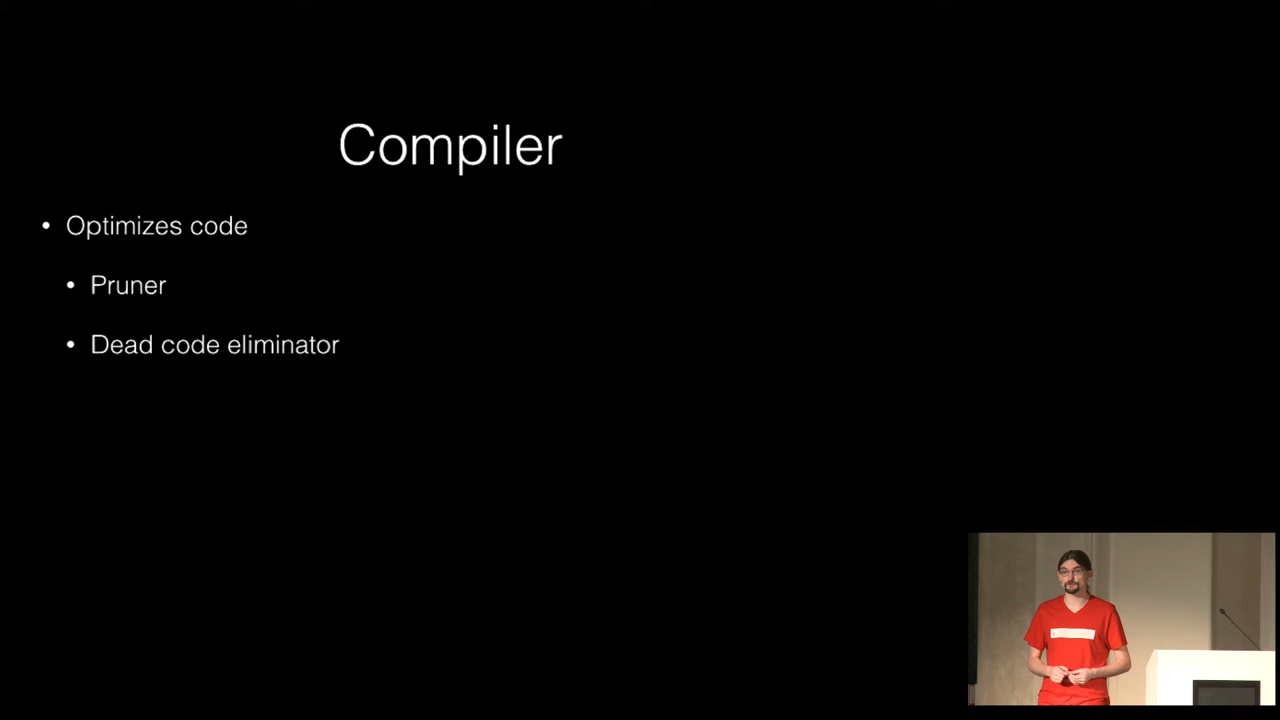 Compiler
• Optimizes code
• Pruner
• Dead code eliminator